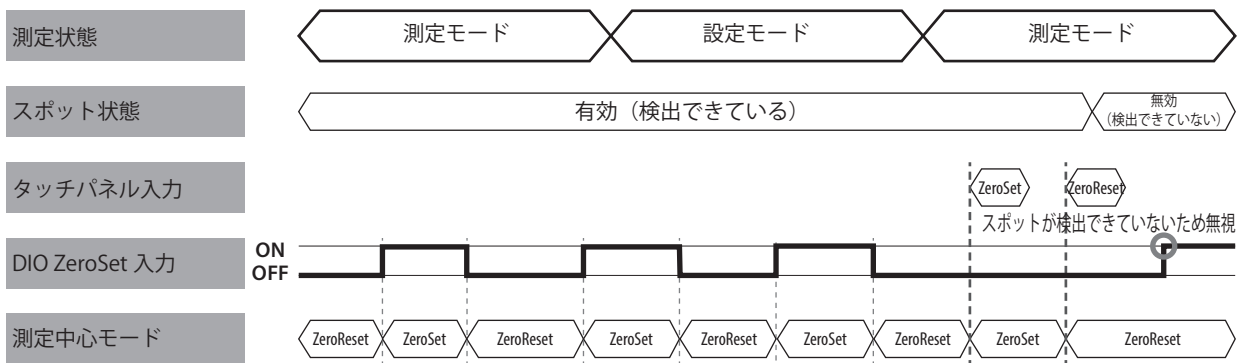 測定状態
測定モード
設定モード
測定モード
スポット状態
有効（検出できている）
無効
（検出できていない）
タッチパネル入力
ZeroSet
ZeroReset
スポットが検出できていないため無視
DIO ZeroSet 入力
ON
OFF
測定中心モード
ZeroReset
ZeroSet
ZeroReset
ZeroSet
ZeroReset
ZeroSet
ZeroReset
ZeroSet
ZeroReset